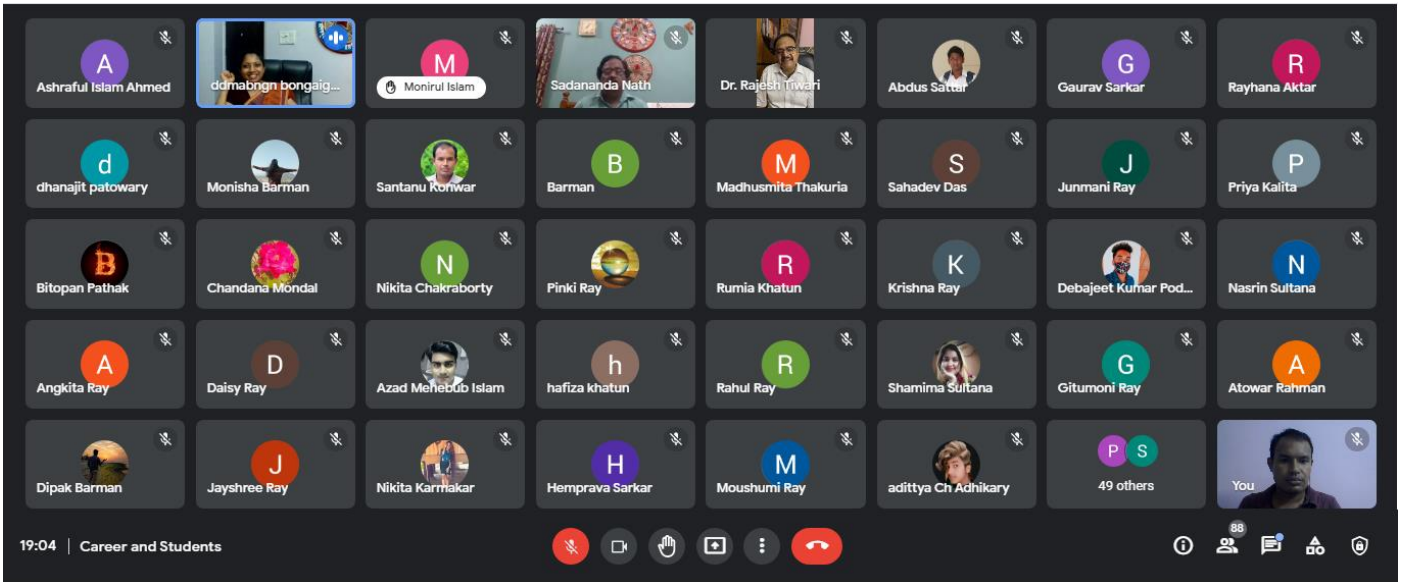 A
Ashraful Islam Ahmed
ddmabngn bongaig...
M
Monirul Islam
Sadananda Nath
Dr. Rajesh Tiwari
Abdus Sattar
G
Gaurav Sarkar
R
Rayhana Aktar
d
dhanajit patowary
Monisha Barman
Santanu Konwar
B
Barman
M
Madhusmita Thakuria
S
Sahadev Das
J
Junmani Ray
P
Priya Kalita
B
Bitopan Pathak
Chandana Mondal
N
Nikita Chakraborty
Pinki Ray
R
Rumia Khatun
K
Krishna Ray
Debajeet Kumar Pod...
N
Nasrin Sultana
A
Angkita Ray
D
Daisy Ray
Azad Mehebub Islam
h
hafiza khatun
R
Rahul Ray
Shamima Sultana
G
Gitumoni Ray
A
Atowar Rahman
Dipak Barman
J
Jayshree Ray
Nikita Karmakar
H
Hemprava Sarkar
M
Moushumi Ray
adittya Ch Adhikary
P S
49 others
You
19:04 | Career and Students
88